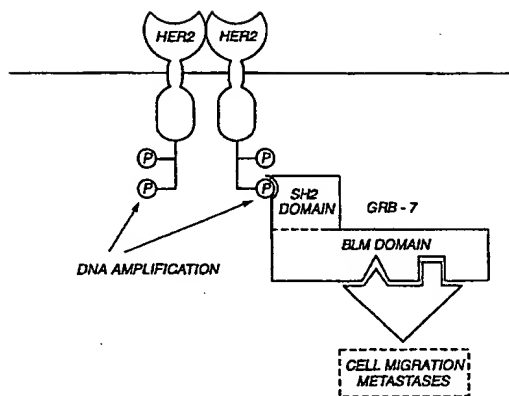 HER2 HER2
P P
P P
SH2
DOMAIN
GRB - 7
BLM DOMAIN
DNA AMPLIFICATION
CELL MIGRATION
METASTASES